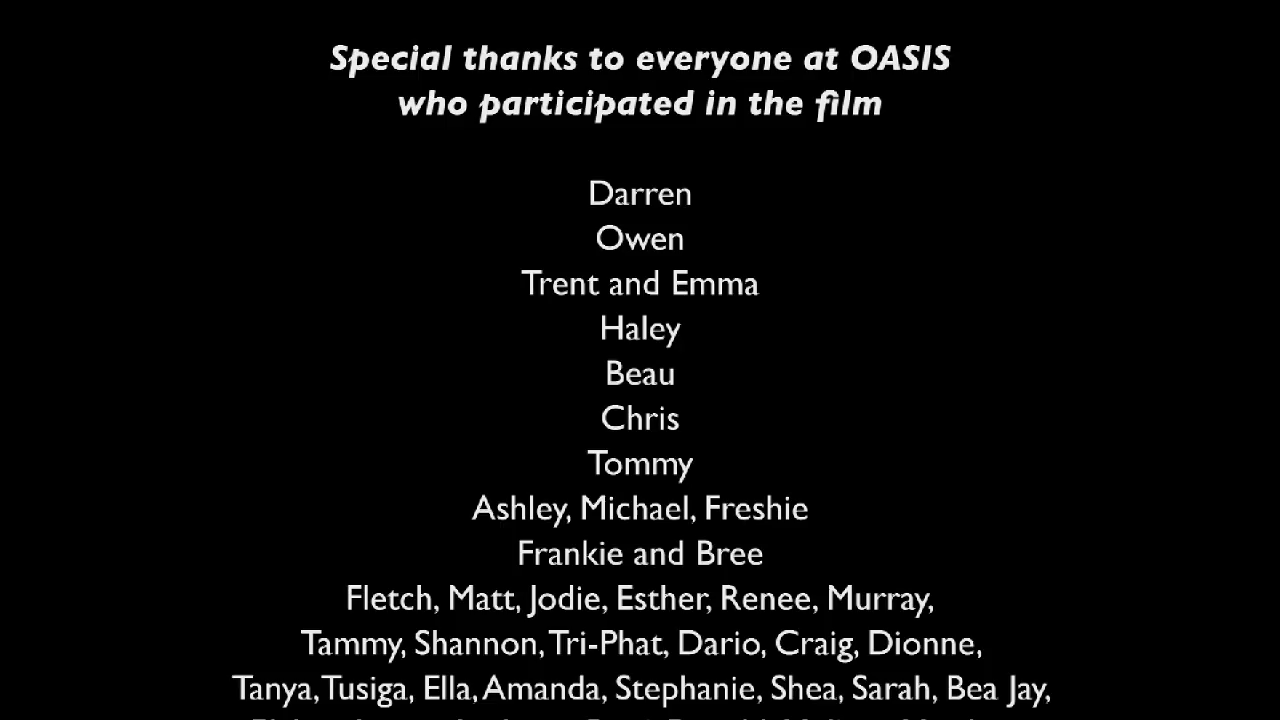 Special thanks to everyone at OASIS
who participated in the film
Darren
Owen
Trent and Emma
Haley
Beau
Chris
Tommy
Ashley, Michael, Freshie
Frankie and Bree
Fletch, Matt, Jodie, Esther, Renee, Murray,
Tammy, Shannon, Tri-Phat, Dario, Craig, Dionne,
Tanya, Tusiga, Ella, Amanda, Stephanie, Shea, Sarah, Bea Jay,